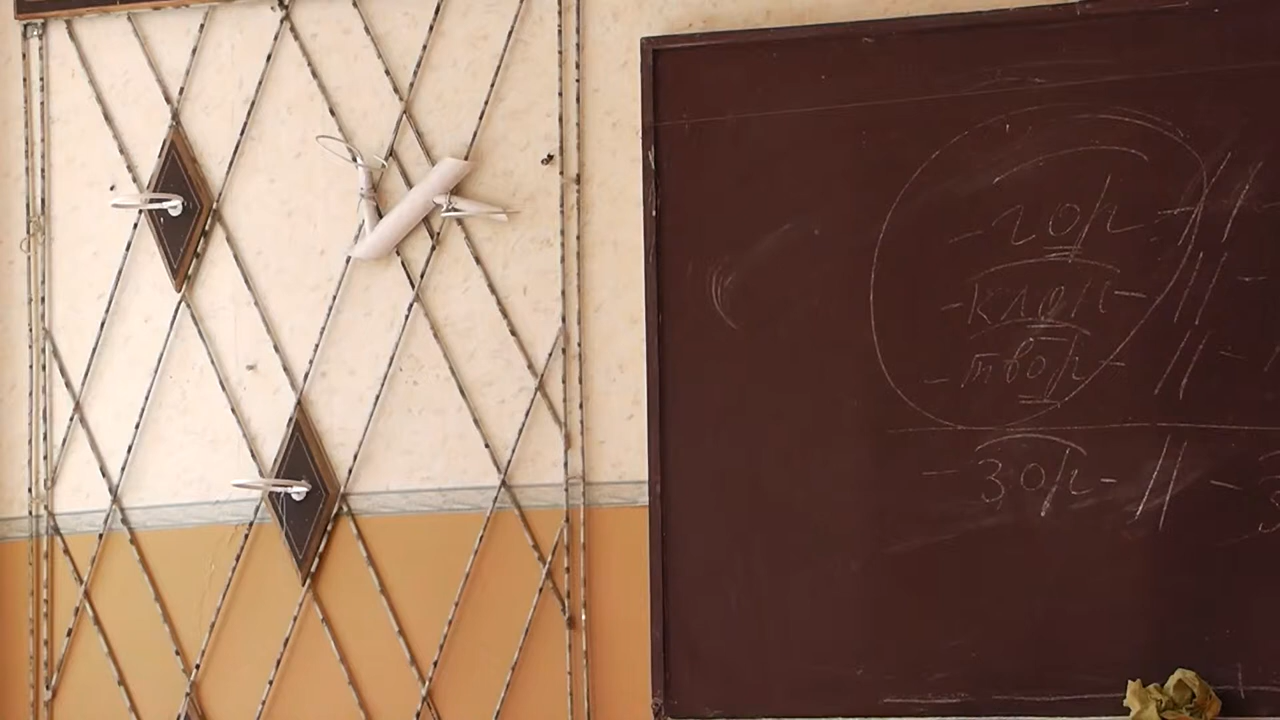 -гор- // -
-клон- // -
-твор- // -
-зор- // -